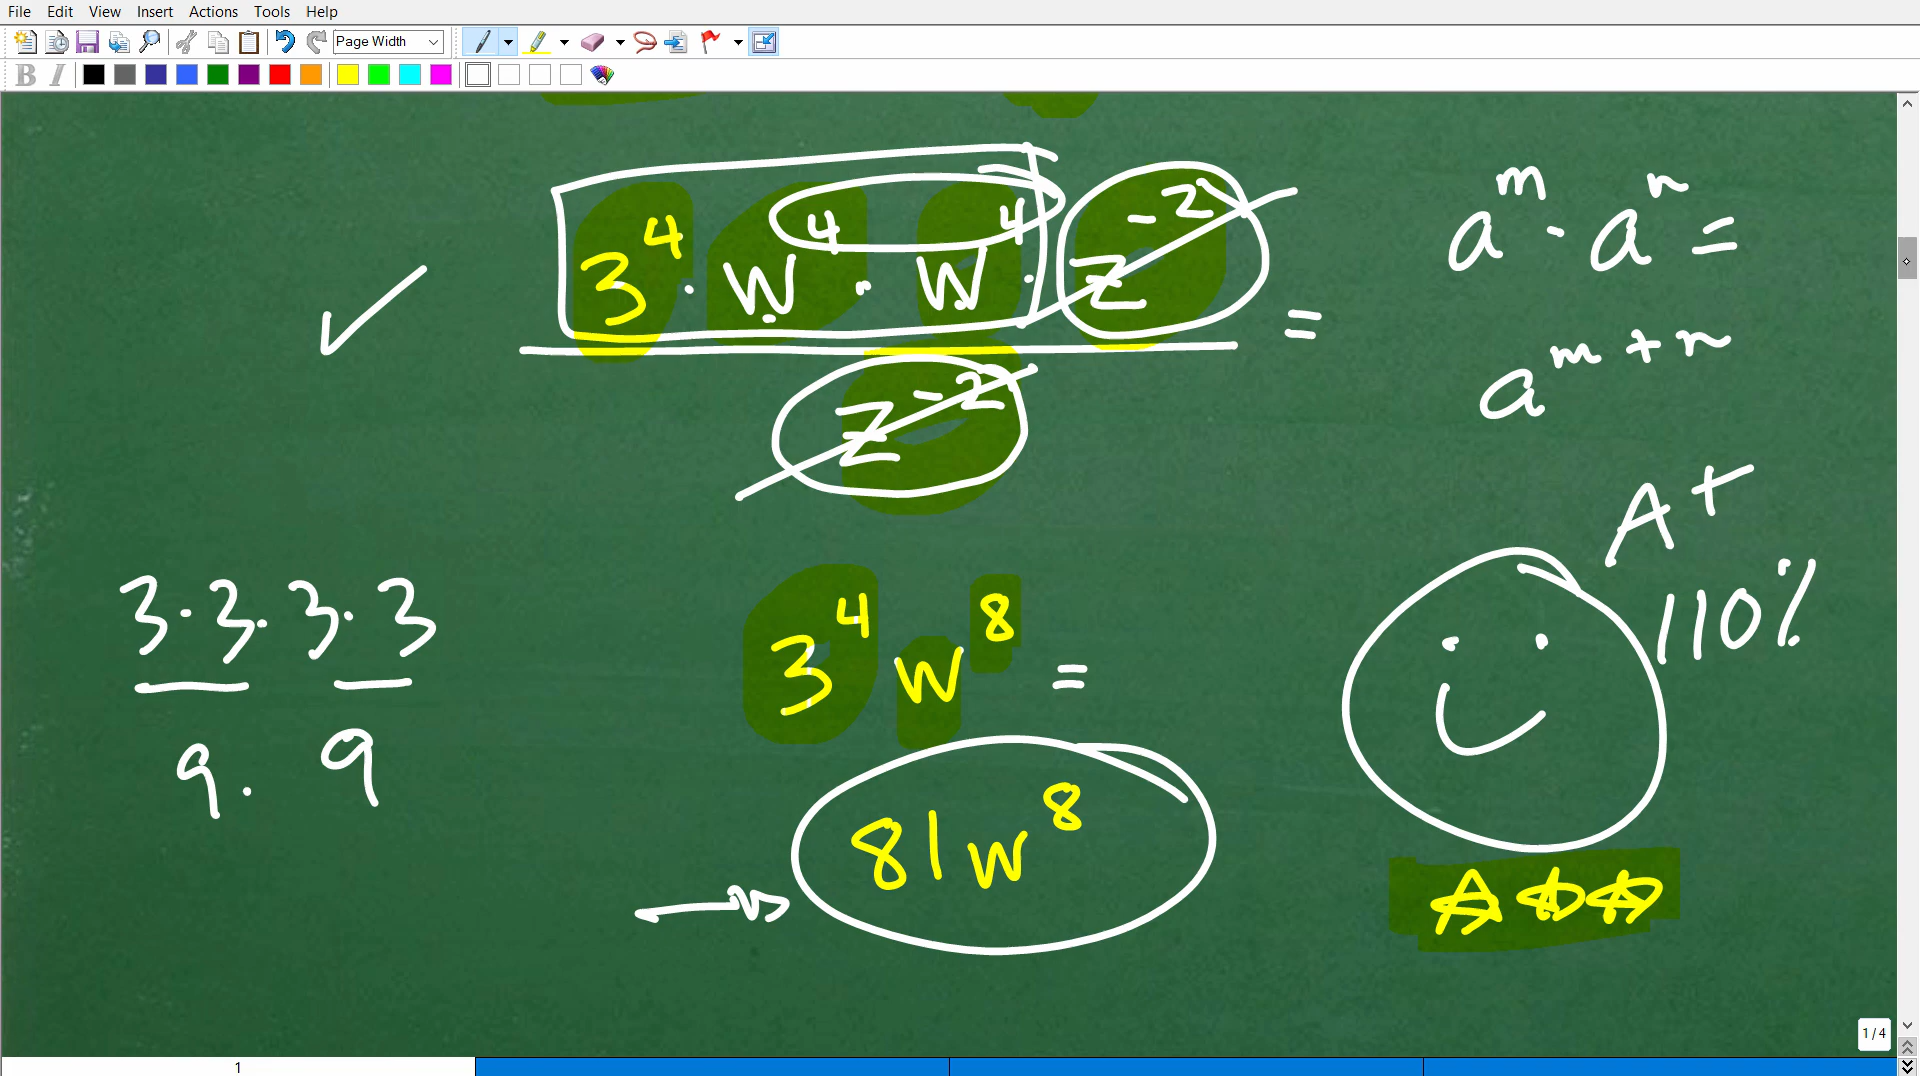 File Edit View Insert Actions Tools Help
Page Width
B I
3⁴ · w⁴ · w⁴ · z⁻² =
z⁻²
aᵐ · aⁿ =
aᵐ⁺ⁿ
A+
110%
3 · 3 · 3 · 3
9 · 9
3⁴ w⁸ =
81w⁸
1 / 4
1